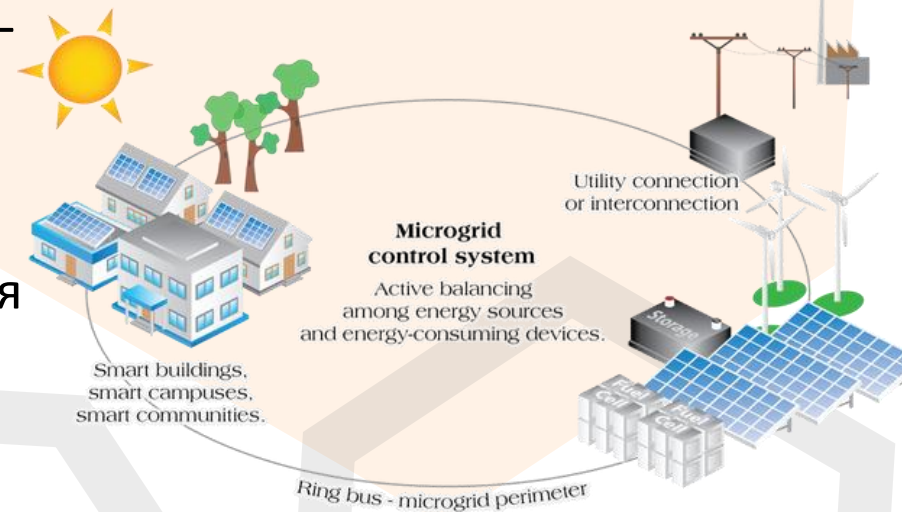 –
я
Utility connection
or interconnection
Microgrid
control system
Active balancing
among energy sources
and energy-consuming devices.
Storage
Smart buildings,
smart campuses,
smart communities.
Fuel
Cell
Fuel
Cell
Ring bus - microgrid perimeter